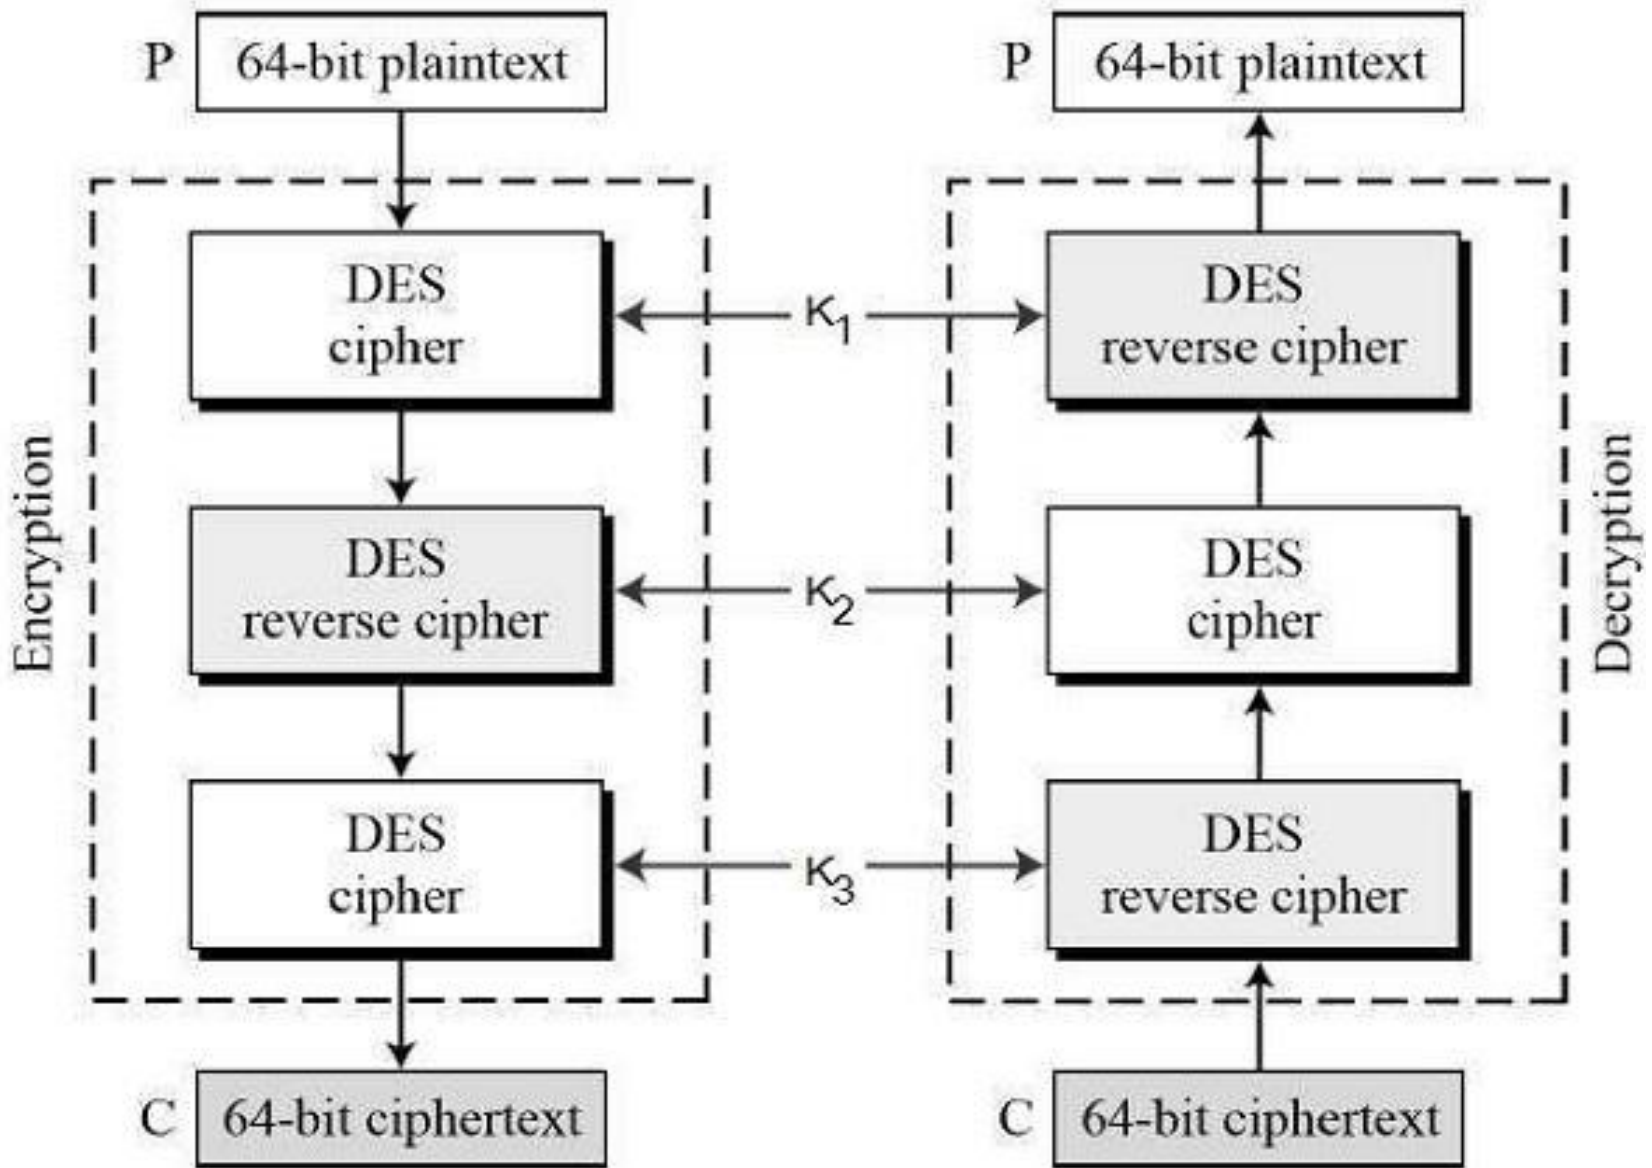 P 64-bit plaintext
P 64-bit plaintext
Encryption
DES
cipher
K1
DES
reverse cipher
DES
reverse cipher
K2
DES
cipher
DES
cipher
K3
DES
reverse cipher
Decryption
C 64-bit ciphertext
C 64-bit ciphertext